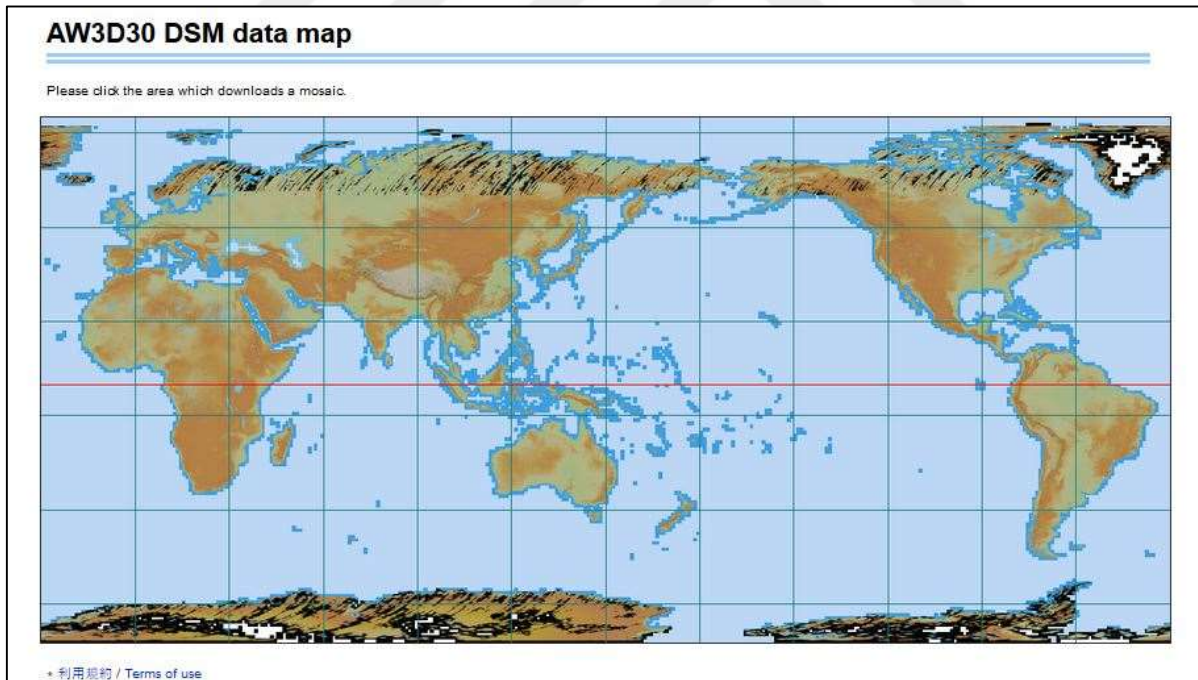 AW3D30 DSM data map
Please click the area which downloads a mosaic.
* 利用規約 / Terms of use